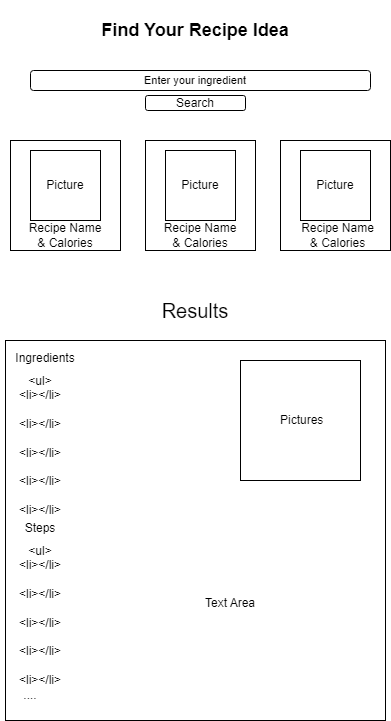 Find Your Recipe Idea
Enter your ingredient
Search
Picture
Recipe Name
& Calories
Picture
Recipe Name
& Calories
Picture
Recipe Name
& Calories
Results
Ingredients
<ul>
<li></li>
<li></li>
<li></li>
<li></li>
<li></li>
Pictures
Steps
<ul>
<li></li>
<li></li>
<li></li>
<li></li>
<li></li>
....
Text Area